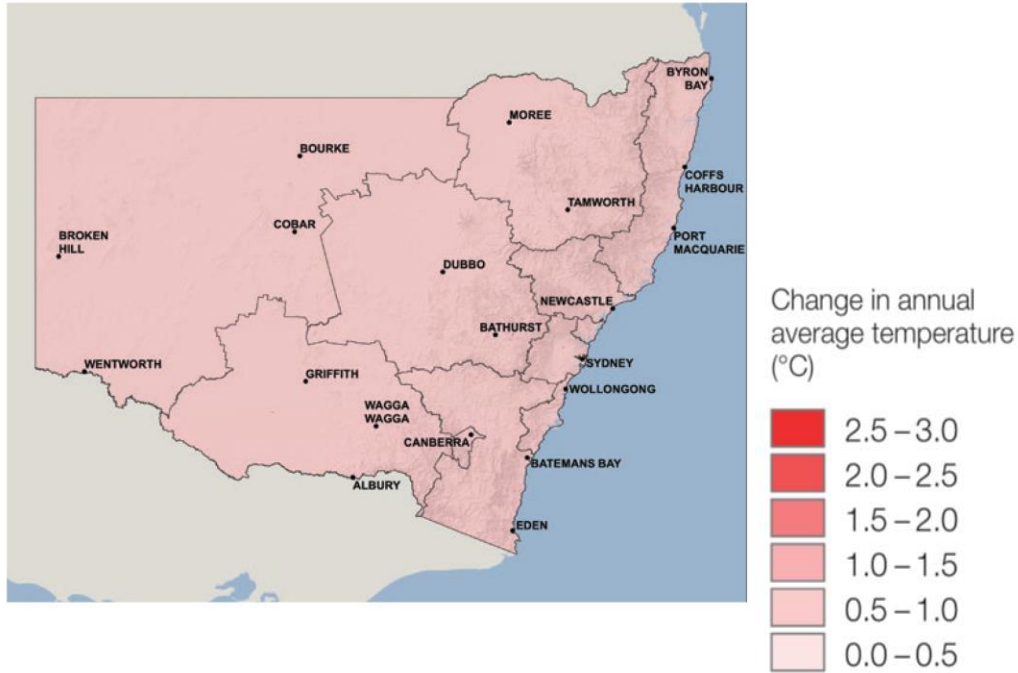 BYRON
BAY
MOREE
BOURKE
COFFS
HARBOUR
TAMWORTH
COBAR
BROKEN
HILL
PORT
MACQUARIE
DUBBO
NEWCASTLE
BATHURST
WENTWORTH
SYDNEY
GRIFFITH
WOLLONGONG
WAGGA
WAGGA
CANBERRA
BATEMANS BAY
ALBURY
EDEN
Change in annual
average temperature
(°C)
2.5 – 3.0
2.0 – 2.5
1.5 – 2.0
1.0 – 1.5
0.5 – 1.0
0.0 – 0.5